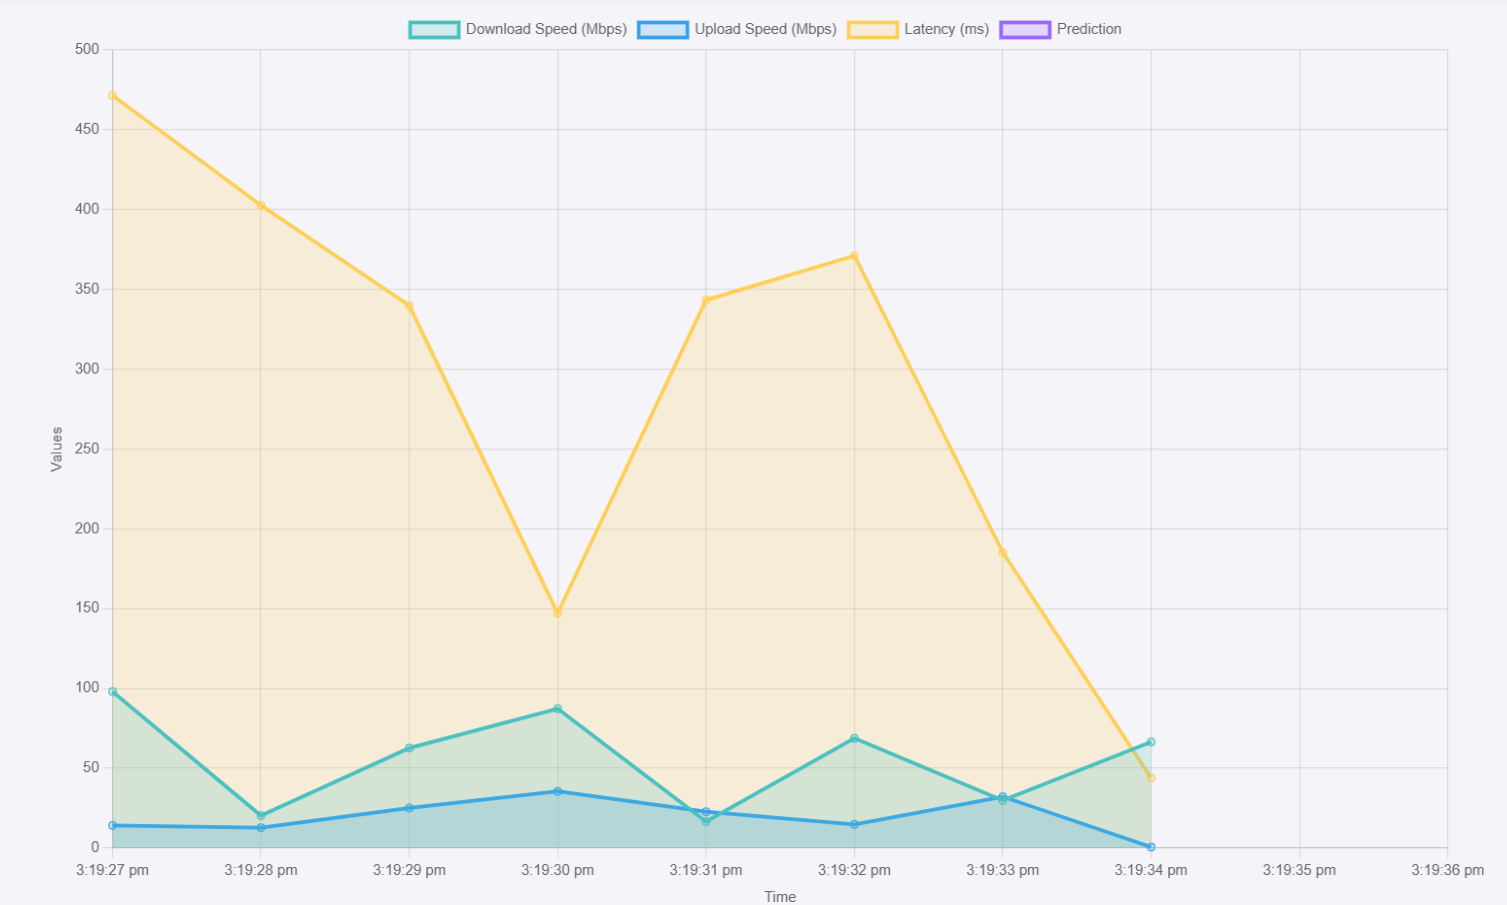 Download Speed (Mbps) Upload Speed (Mbps) Latency (ms) Prediction
500
450
400
350
300
250
200
150
100
50
0
Values
3:19:27 pm 3:19:28 pm 3:19:29 pm 3:19:30 pm 3:19:31 pm 3:19:32 pm 3:19:33 pm 3:19:34 pm 3:19:35 pm 3:19:36 pm
Time